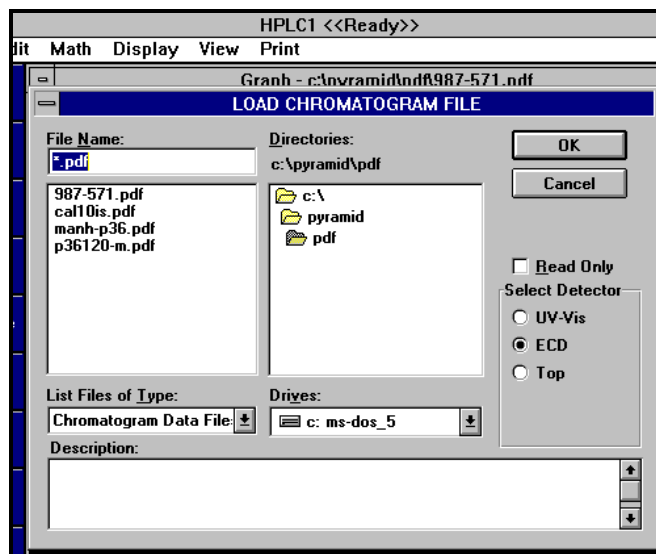 HPLC1 <<Ready>>
dit Math Display View Print
Graph - c:\pyramid\pdf\987-571.pdf
LOAD CHROMATOGRAM FILE
File Name:
*.pdf
987-571.pdf
cal10is.pdf
manh-p36.pdf
p36120-m.pdf
Directories:
c:\pyramid\pdf
c:\
pyramid
pdf
OK
Cancel
Read Only
Select Detector
UV-Vis
ECD
Top
List Files of Type:
Chromatogram Data File:
Drives:
c: ms-dos_5
Description: